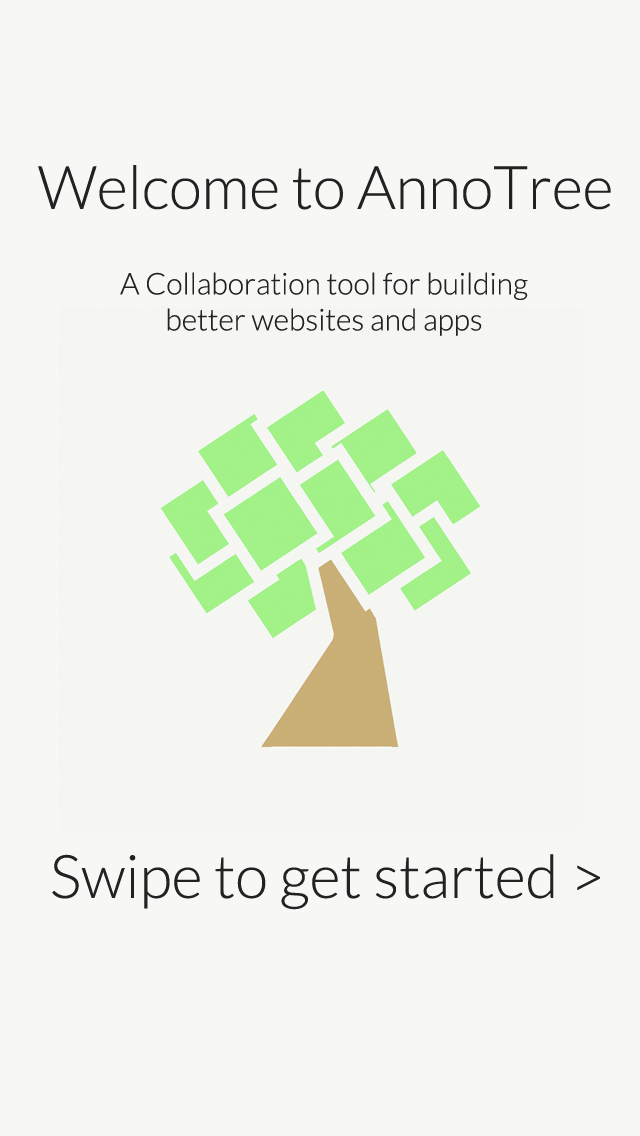 Welcome to AnnoTree
A Collaboration tool for building
better websites and apps
Swipe to get started >